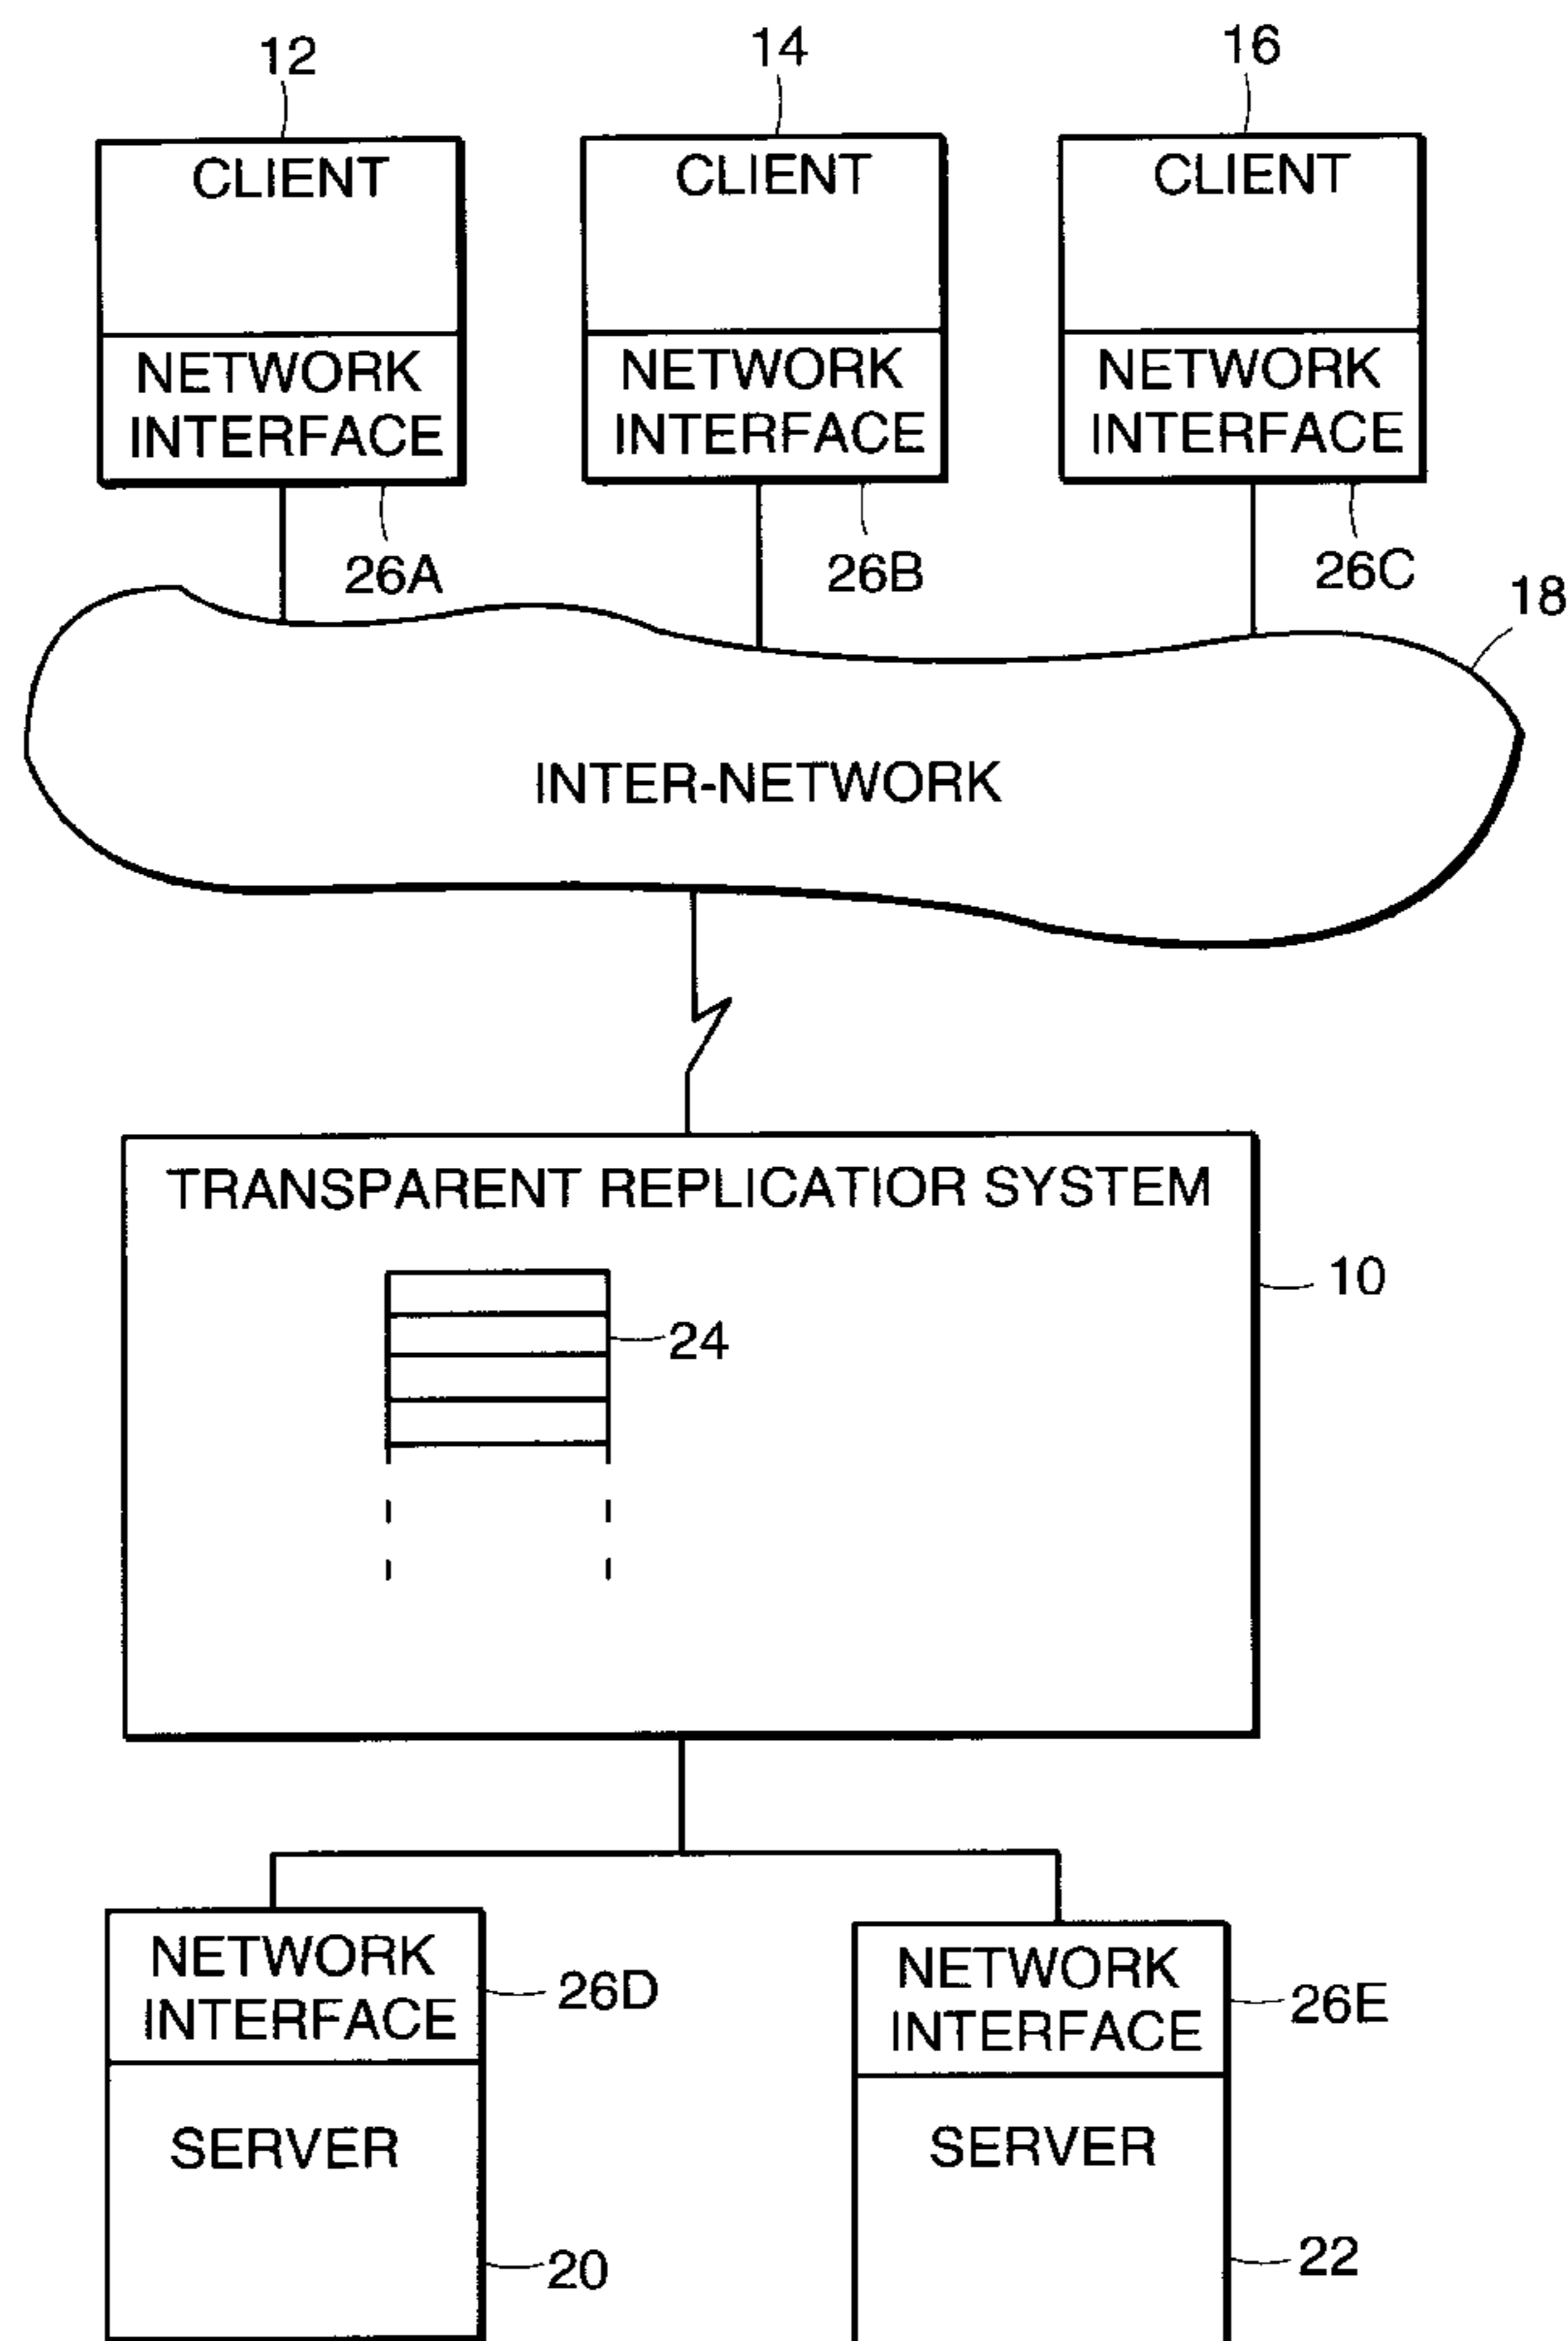 12
14
16
CLIENT
CLIENT
CLIENT
NETWORK
INTERFACE
NETWORK
INTERFACE
NETWORK
INTERFACE
26A
26B
26C
18
INTER-NETWORK
TRANSPARENT REPLICATIOR SYSTEM
10
24
NETWORK
INTERFACE
26D
NETWORK
INTERFACE
26E
SERVER
20
SERVER
22